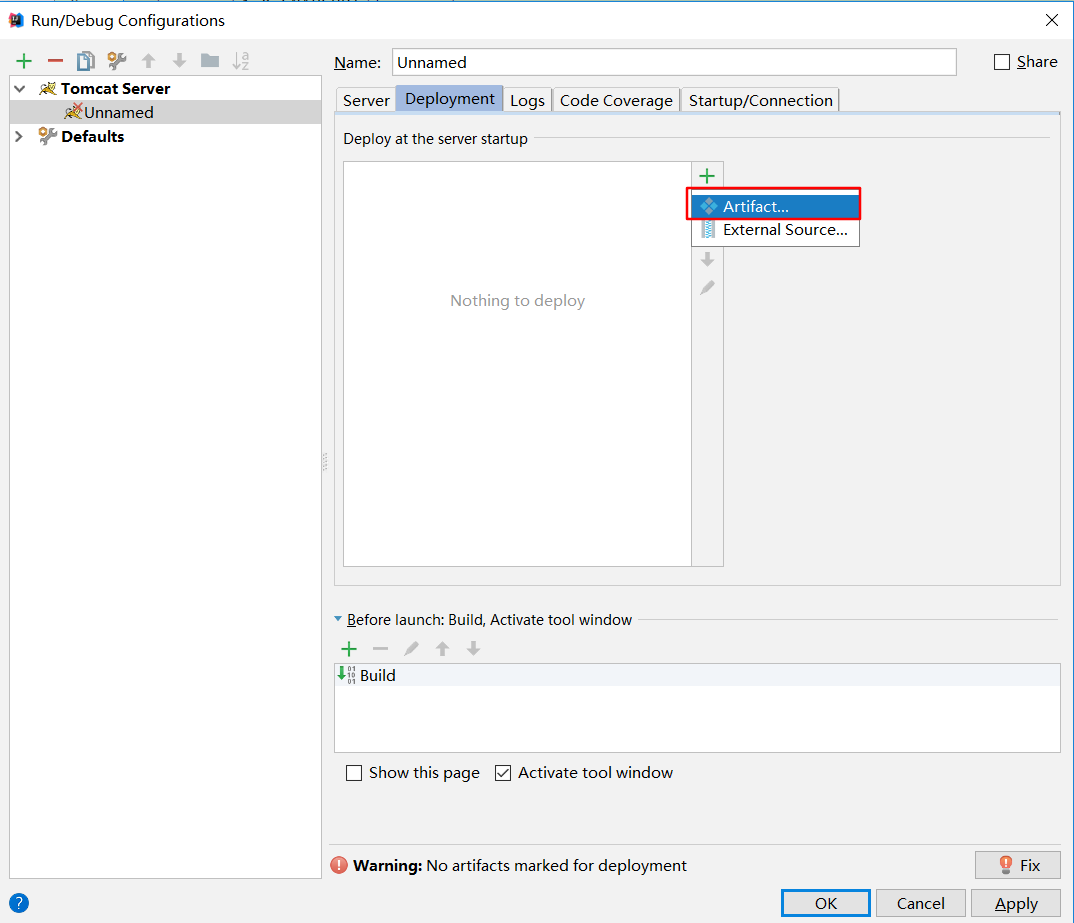 Run/Debug Configurations
Name: Unnamed Share
Tomcat Server
Unnamed
Defaults
Server Deployment Logs Code Coverage Startup/Connection
Deploy at the server startup
Artifact...
External Source...
Nothing to deploy
Before launch: Build, Activate tool window
Build
Show this page Activate tool window
Warning: No artifacts marked for deployment Fix
OK Cancel Apply